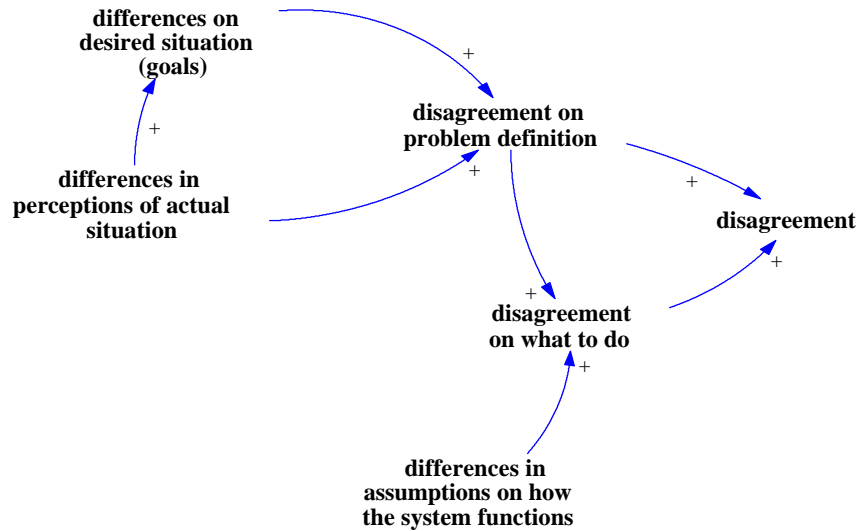 differences on
desired situation
(goals)
+
+
disagreement on
problem definition
+
differences in
perceptions of actual
situation
+
+
disagreement
+
+
disagreement
on what to do
+
differences in
assumptions on how
the system functions